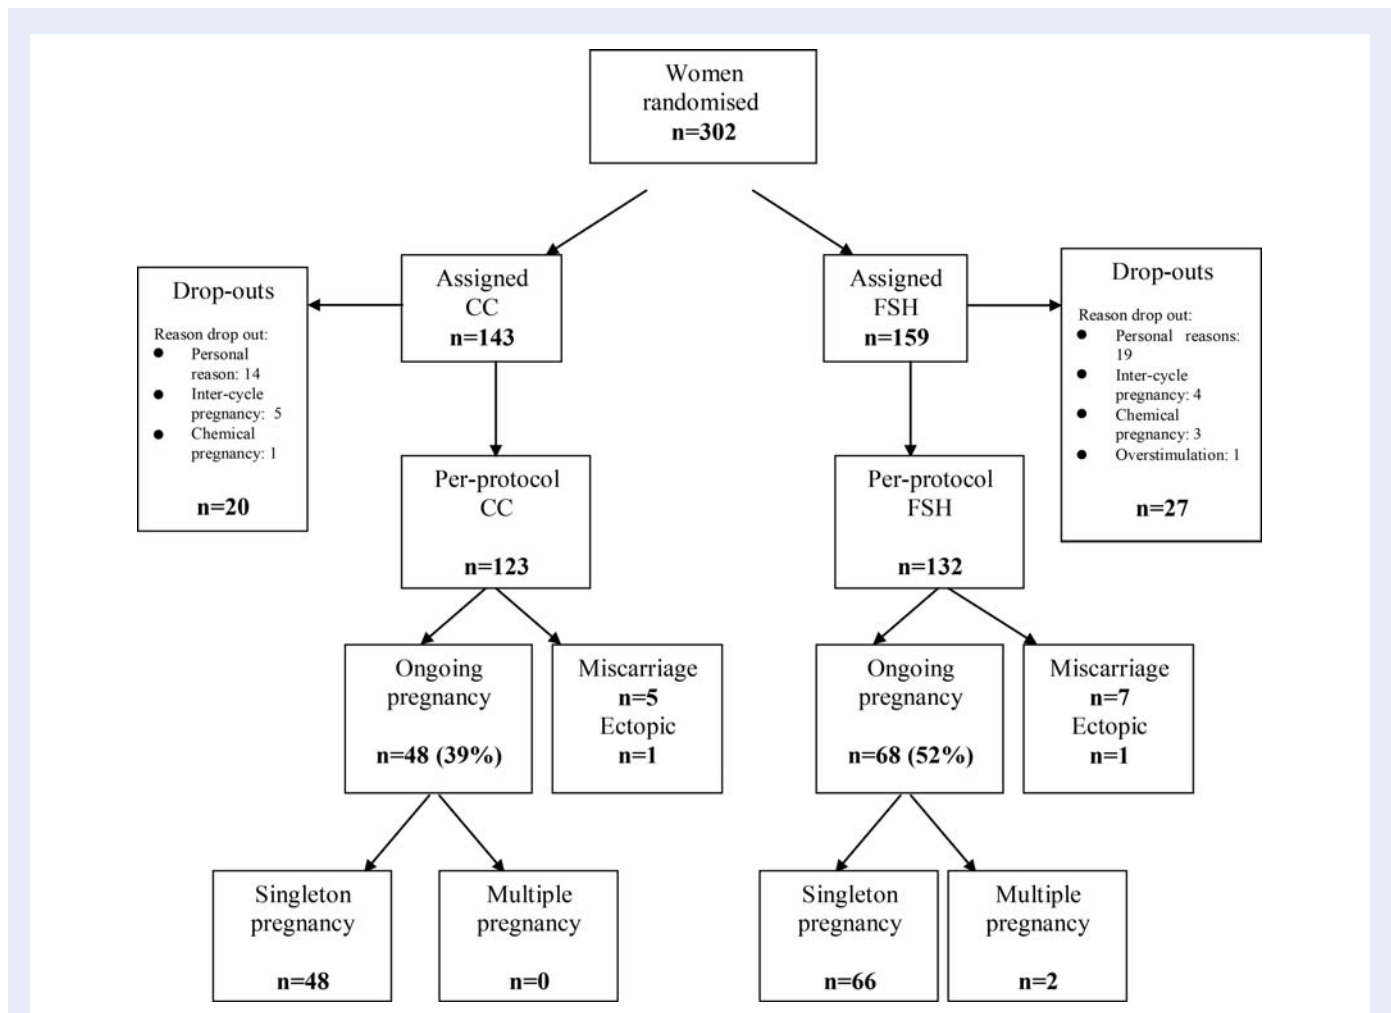 Women
randomised
n=302
Assigned
CC
n=143
Assigned
FSH
n=159
Drop-outs
Reason drop out:
● Personal
reason: 14
● Inter-cycle
pregnancy: 5
● Chemical
pregnancy: 1
n=20
Drop-outs
Reason drop out:
● Personal reasons:
19
● Inter-cycle
pregnancy: 4
● Chemical
pregnancy: 3
● Overstimulation: 1
n=27
Per-protocol
CC
n=123
Per-protocol
FSH
n=132
Ongoing
pregnancy
n=48 (39%)
Miscarriage
n=5
Ectopic
n=1
Ongoing
pregnancy
n=68 (52%)
Miscarriage
n=7
Ectopic
n=1
Singleton
pregnancy
n=48
Multiple
pregnancy
n=0
Singleton
pregnancy
n=66
Multiple
pregnancy
n=2